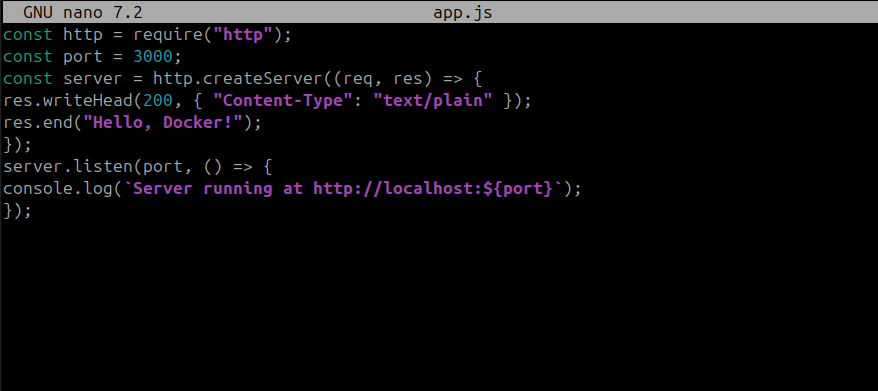 GNU nano 7.2 app.js
const http = require("http");
const port = 3000;
const server = http.createServer((req, res) => {
res.writeHead(200, { "Content-Type": "text/plain" });
res.end("Hello, Docker!");
});
server.listen(port, () => {
console.log(`Server running at http://localhost:${port}`);
});